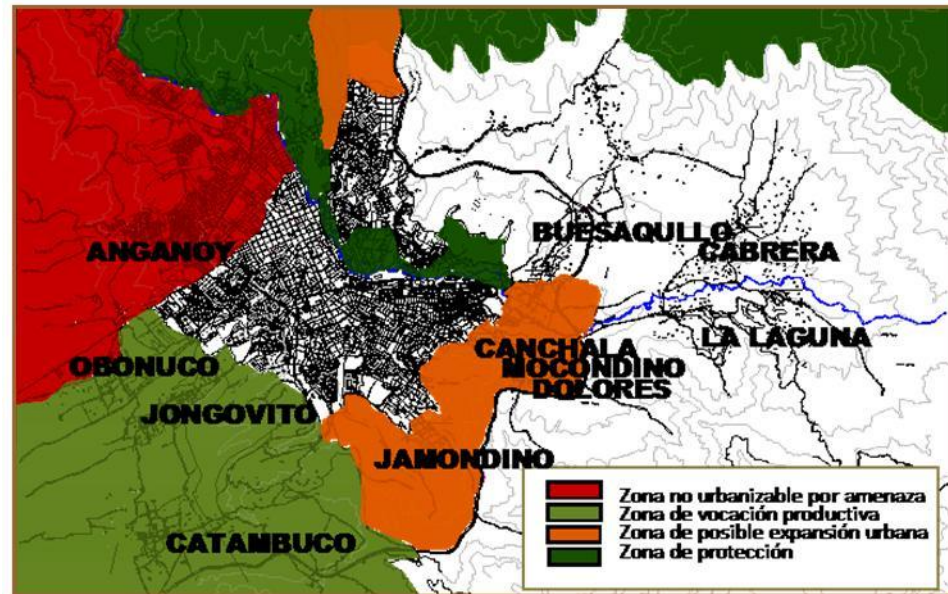 BUESAQULLO
CABRERA
ANGANOY
LA LAGUNA
CANCHALA
OBONUCO
MOCONDINO
DOLORES
JONGOVITO
JAMONDINO
CATAMBUCO
Zona no urbanizable por amenaza
Zona de vocación productiva
Zona de posible expansión urbana
Zona de protección